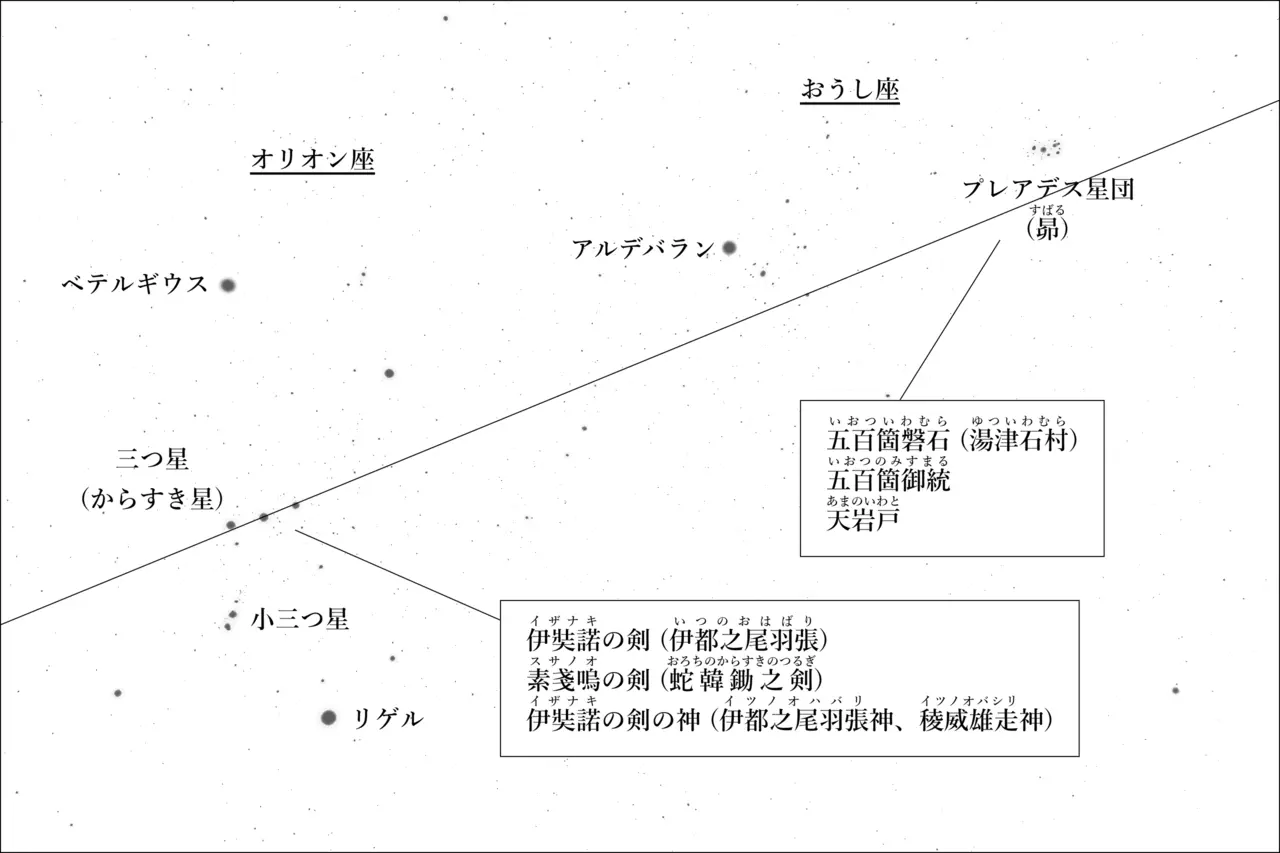 おうし座
オリオン座
プレアデス星団
すばる
(昴)
アルデバラン
ベテルギウス
いおついわむら ゆついわむら
五百箇磐石 (湯津石村)
いおつのみすまる
五百箇御統
あまのいわと
天岩戸
三つ星
(からすき星)
小三つ星
リゲル
イザナキ いつのおはばり
伊奘諾の剣 (伊都之尾羽張)
スサノオ おろちのからすきのつるぎ
素戔嗚の剣 (蛇韓鋤之剣)
イザナキ イツノオハバリ イツノオバシリ
伊奘諾の剣の神 (伊都之尾羽張神、稜威雄走神)